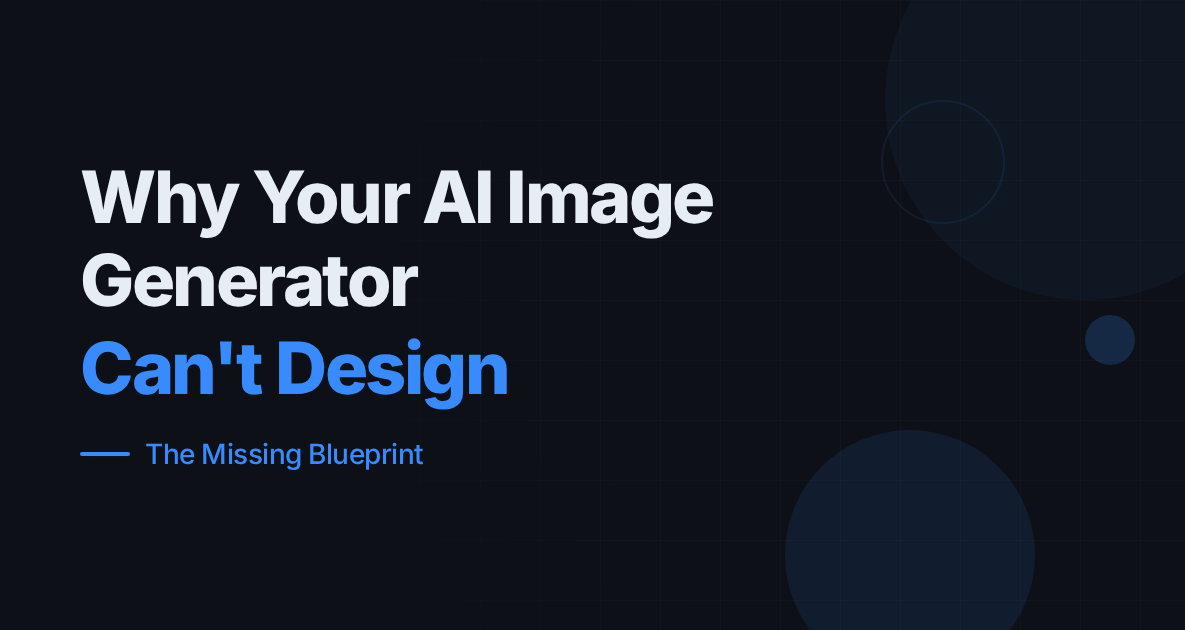 Why Your AI Image
Generator
Can't Design
The Missing Blueprint